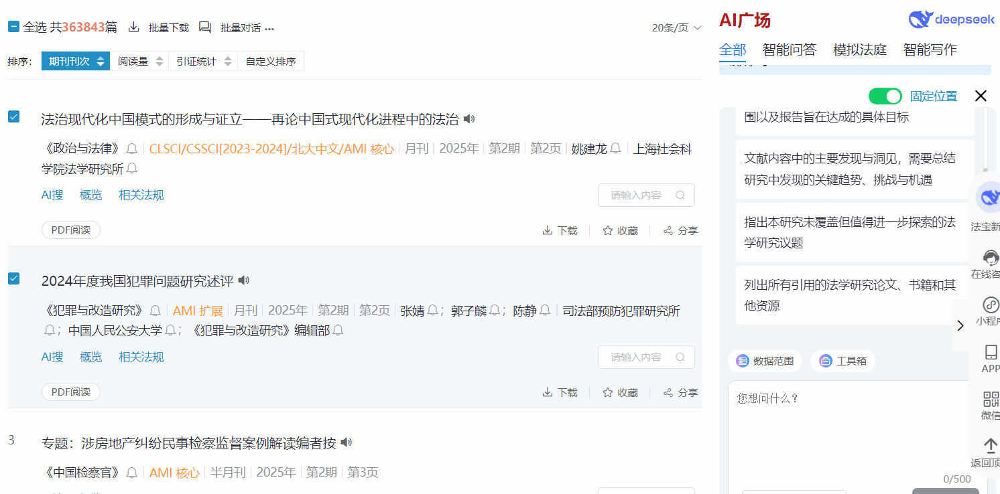 全选 共363843篇 批量下载 批量对话 ...
20条/页
排序： 期刊刊次 阅读量 引证统计 自定义排序
法治现代化中国模式的形成与证立——再论中国式现代化进程中的法治
《政治与法律》 CLSCI/CSSCI[2023-2024]/北大中文/AMI 核心 月刊 2025年 第2期 第2页 姚建龙 上海社会科
学院法学研究所
AI搜 概览 相关法规
请输入内容
PDF阅读
下载 收藏 分享
2024年度我国犯罪问题研究述评
《犯罪与改造研究》 AMI 扩展 月刊 2025年 第2期 第2页 张婧； 郭子麟； 陈静 司法部预防犯罪研究所
； 中国人民公安大学； 《犯罪与改造研究》编辑部
AI搜 概览 相关法规
请输入内容
PDF阅读
下载 收藏 分享
3
专题：涉房地产纠纷民事检察监督案例解读编者按
《中国检察官》 AMI 核心 半月刊 2025年 第2期 第3页
AI广场
deepseek
全部 智能问答 模拟法庭 智能写作
固定位置
围以及报告旨在达成的具体目标
文献内容中的主要发现与洞见，需要总结
研究中发现的关键趋势、挑战与机遇
指出本研究未覆盖但值得进一步探索的法
学研究议题
列出所有引用的法学研究论文、书籍和其
他资源
数据范围 工具箱
您想问什么？
0/500
法宝新
在线咨
小程序
APP
微信
返回顶